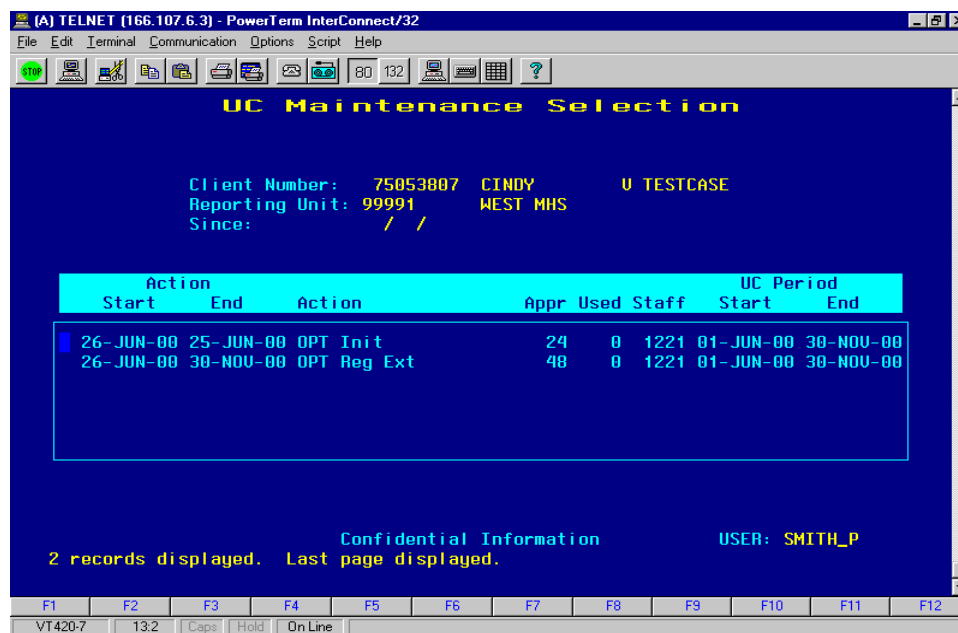 (A) TELNET (166.107.6.3) - PowerTerm InterConnect/32
File Edit Terminal Communication Options Script Help
STOP 80 132 ?
UC Maintenance Selection
Client Number: 75053807 CINDY V TESTCASE
Reporting Unit: 99991 WEST MHS
Since: / /
Action UC Period
Start End Action Appr Used Staff Start End
26-JUN-00 25-JUN-00 OPT Init 24 0 1221 01-JUN-00 30-NOV-00
26-JUN-00 30-NOV-00 OPT Reg Ext 48 0 1221 01-JUN-00 30-NOV-00
Confidential Information USER: SMITH_P
2 records displayed. Last page displayed.
F1 F2 F3 F4 F5 F6 F7 F8 F9 F10 F11 F12
VT420-7 13:2 Caps Hold On Line